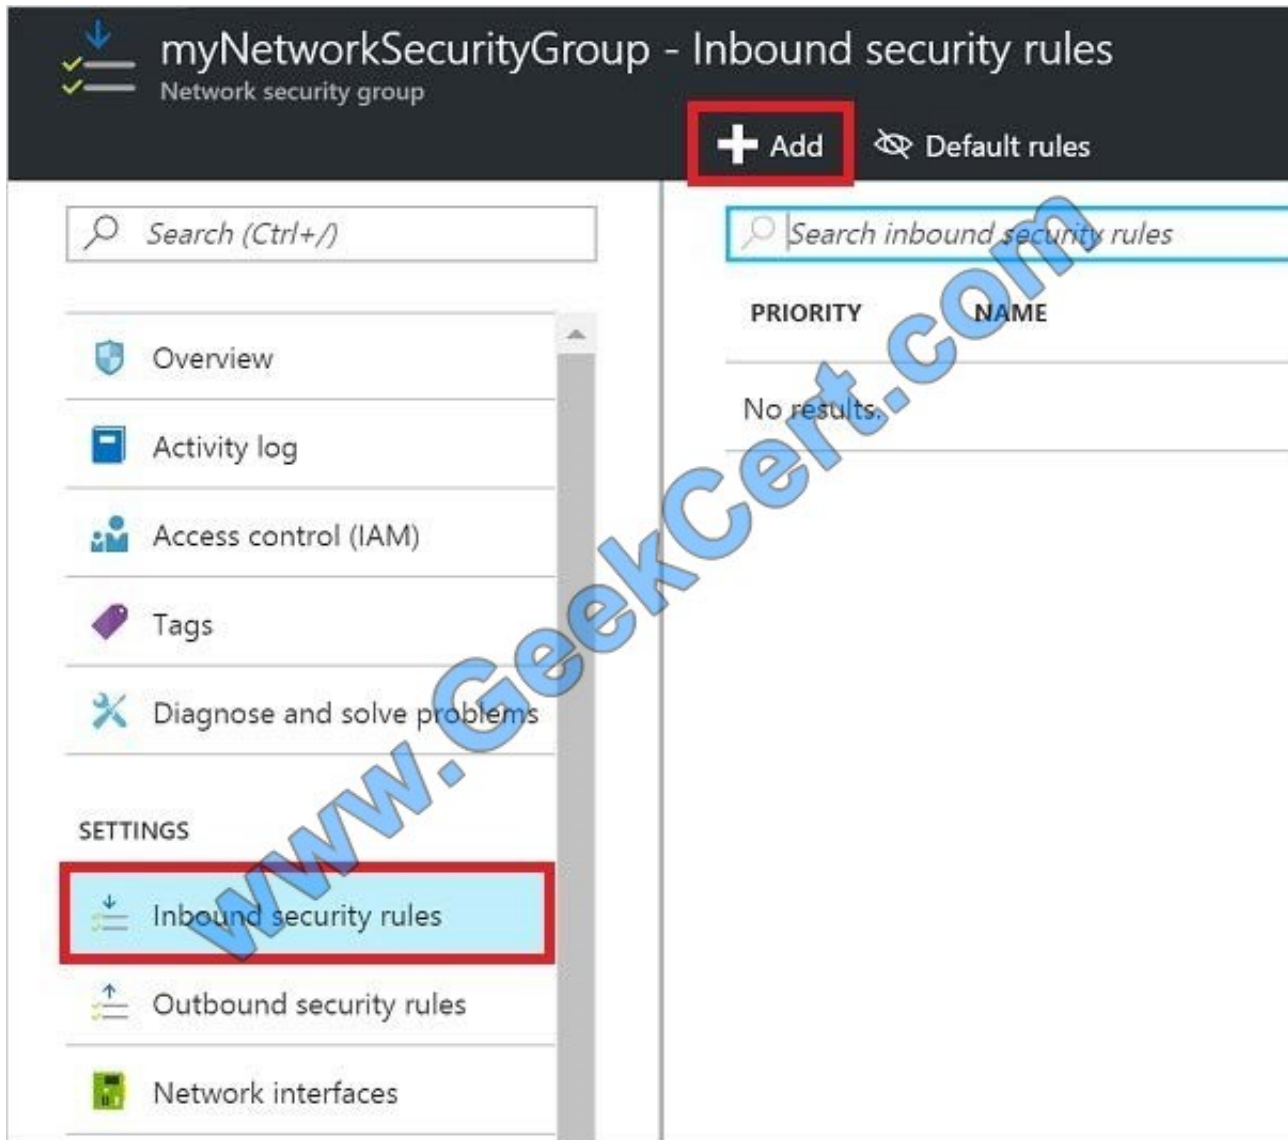 myNetworkSecurityGroup - Inbound security rules
Network security group
Add
Default rules
Search (Ctrl+/)
Search inbound security rules
PRIORITY
NAME
No results.
Overview
Activity log
Access control (IAM)
Tags
Diagnose and solve problems
SETTINGS
Inbound security rules
Outbound security rules
Network interfaces
www.GeekCert.com